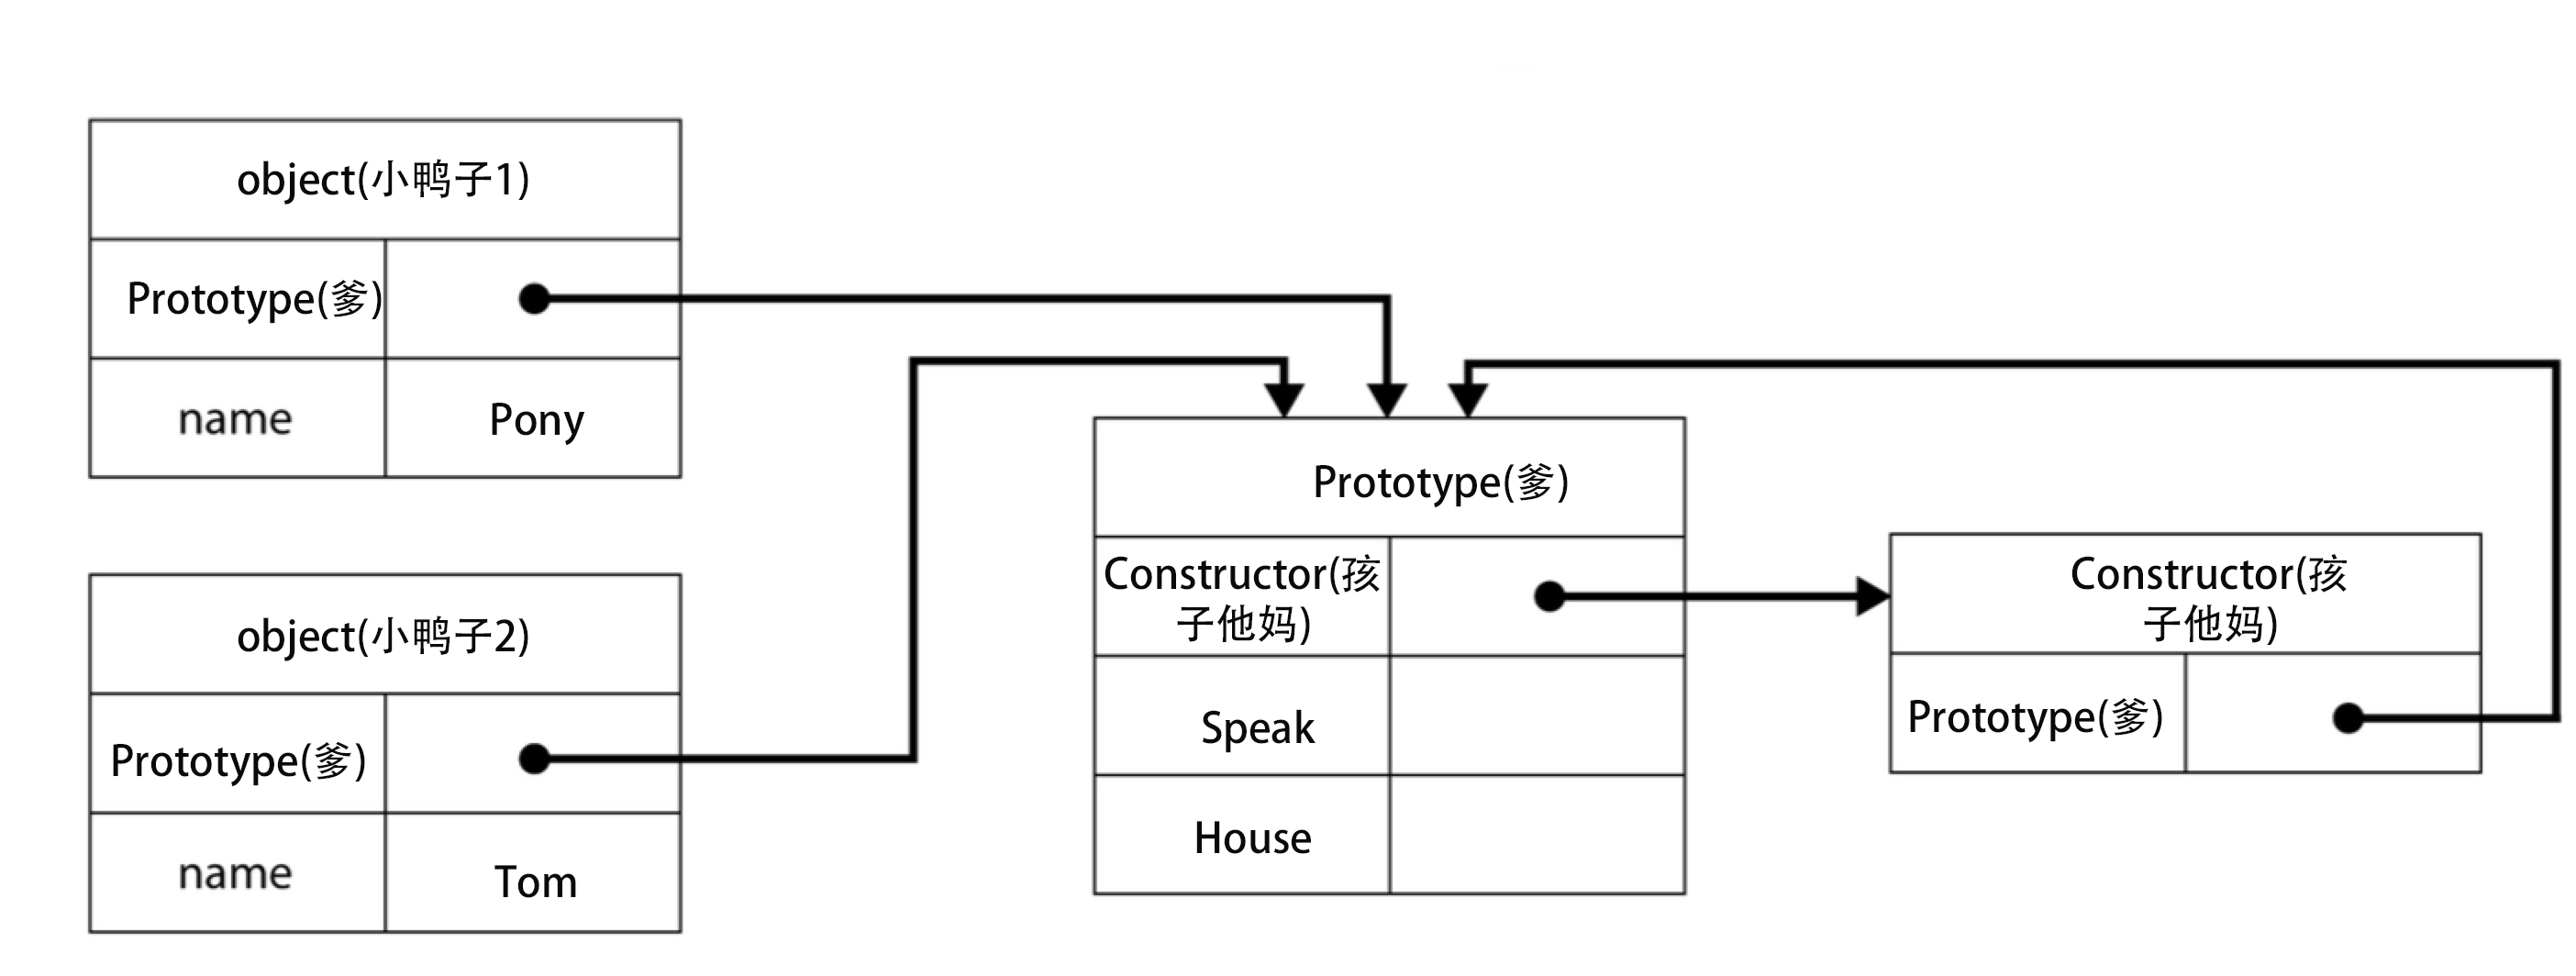 object(小鸭子1)
Prototype(爹)
name
Pony
object(小鸭子2)
Prototype(爹)
name
Tom
Prototype(爹)
Constructor(孩
子他妈)
Speak
House
Constructor(孩
子他妈)
Prototype(爹)